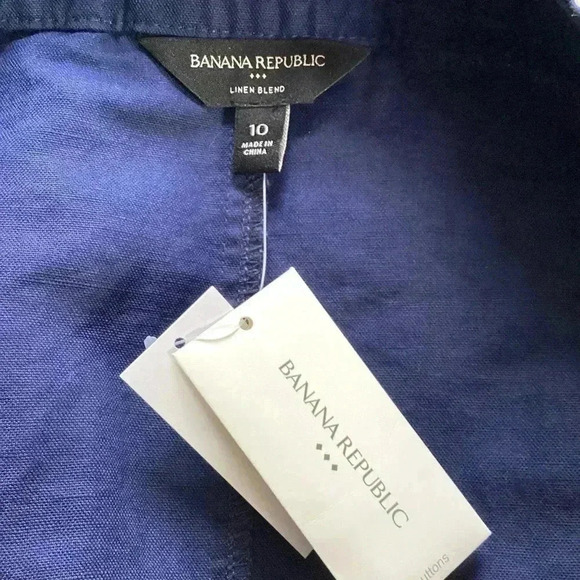 BANANA REPUBLIC
LINEN BLEND
10
MADE IN
CHINA
BANANA REPUBLIC